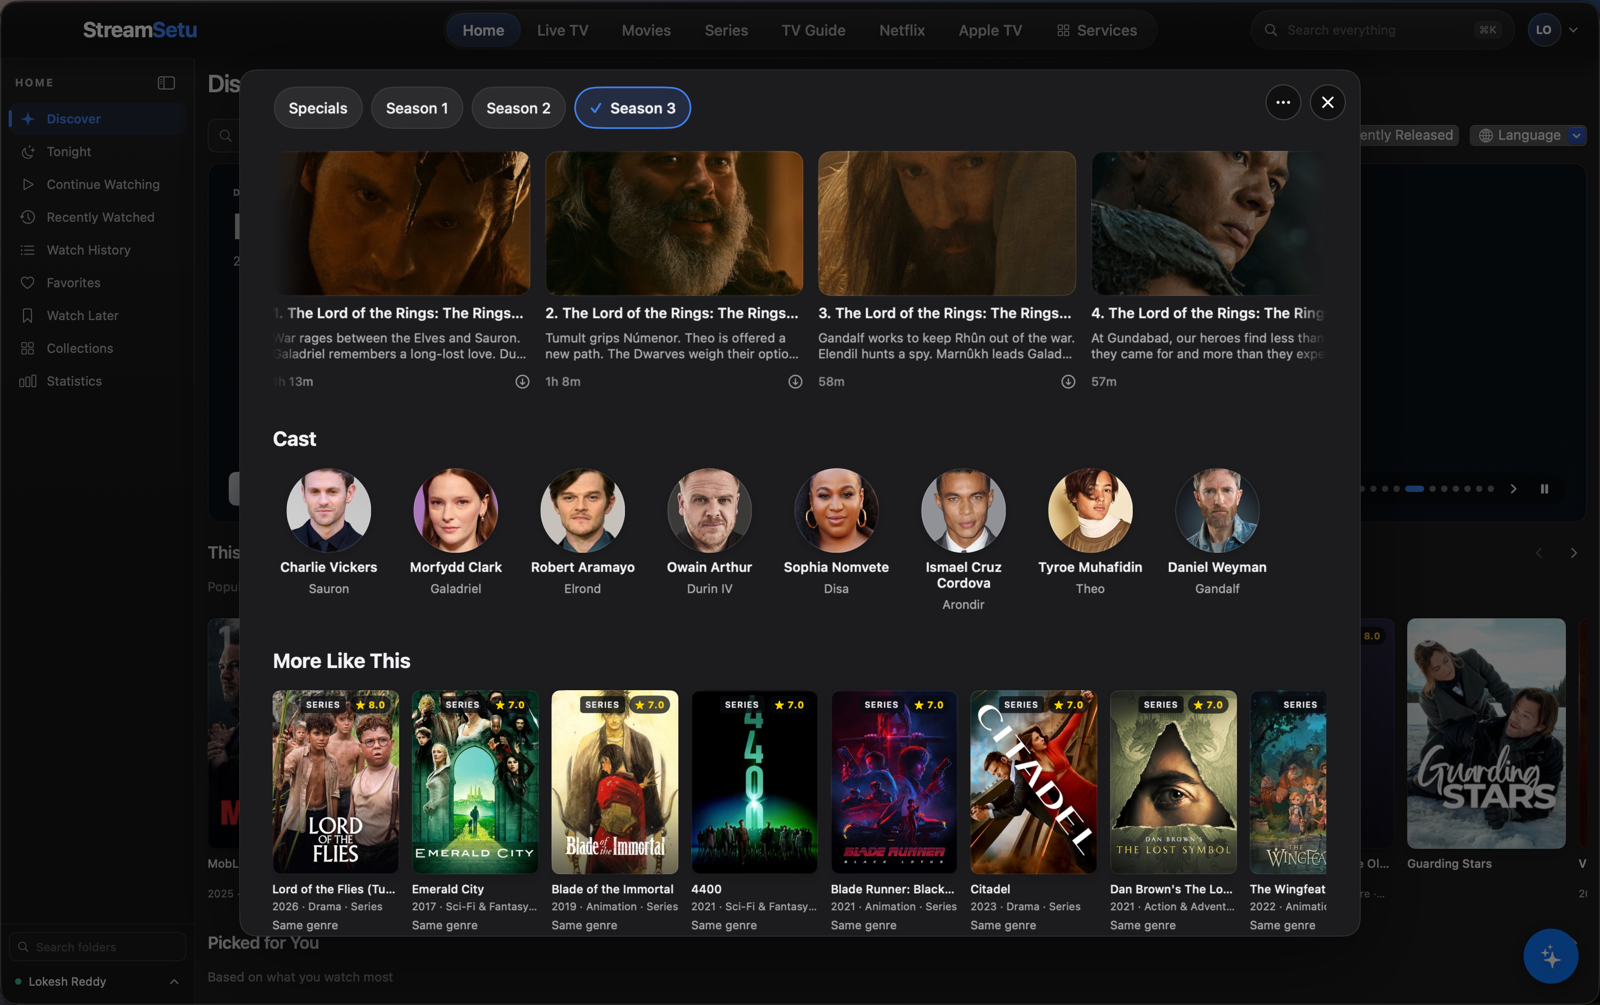 StreamSetu
Home
Live TV
Movies
Series
TV Guide
Netflix
Apple TV
Services
Search everything
⌘K
LO
HOME
Discover
Tonight
Continue Watching
Recently Watched
Watch History
Favorites
Watch Later
Collections
Statistics
Search folders
Lokesh Reddy
Dis
ently Released
Language
Specials
Season 1
Season 2
Season 3
1. The Lord of the Rings: The Rings...
War rages between the Elves and Sauron.
Galadriel remembers a long-lost love. Du...
1h 13m
2. The Lord of the Rings: The Rings...
Tumult grips Númenor. Theo is offered a
new path. The Dwarves weigh their optio...
1h 8m
3. The Lord of the Rings: The Rings...
Gandalf works to keep Rhûn out of the war.
Elendil hunts a spy. Marnûkh leads Galad...
58m
4. The Lord of the Rings: The Ring
At Gundabad, our heroes find less than
they came for and more than they expe
57m
Cast
Charlie Vickers
Sauron
Morfydd Clark
Galadriel
Robert Aramayo
Elrond
Owain Arthur
Durin IV
Sophia Nomvete
Disa
Ismael Cruz
Cordova
Arondir
Tyroe Muhafidin
Theo
Daniel Weyman
Gandalf
More Like This
SERIES ★ 8.0
LORD
OF THE
FLIES
Lord of the Flies (Tu...
2026 · Drama · Series
Same genre
SERIES ★ 7.0
EMERALD CITY
Emerald City
2017 · Sci-Fi & Fantasy...
Same genre
SERIES ★ 7.0
Blade of the Immortal
Blade of the Immortal
2019 · Animation · Series
Same genre
SERIES ★ 7.0
4400
4400
2021 · Sci-Fi & Fantasy...
Same genre
SERIES ★ 7.0
BLADE RUNNER
BLACK LOTUS
Blade Runner: Black...
2021 · Animation · Series
Same genre
SERIES ★ 7.0
CITADEL
Citadel
2023 · Drama · Series
Same genre
SERIES ★ 7.0
DAN BROWN'S
THE LOST SYMBOL
Dan Brown's The Lo...
2021 · Action & Advent...
Same genre
SERIES
THE
WINGFEA
The Wingfeat
2022 · Animatic
Same genre
This
Popu
M
MobL
2025 ·
8.0
e Ol...
Guarding
STARS
Guarding Stars
V
Picked for You
Based on what you watch most